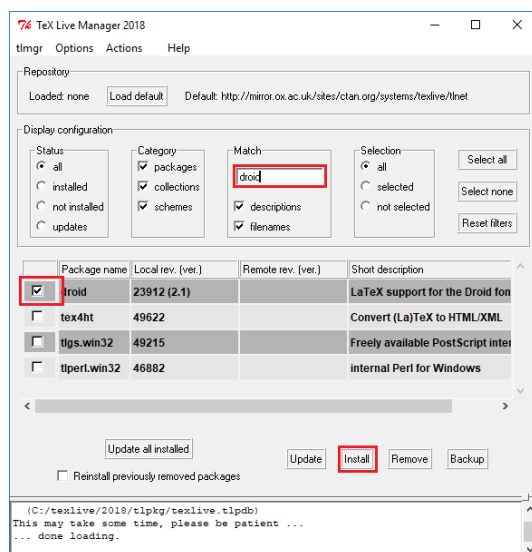 TeX Live Manager 2018
tlmgr Options Actions Help
Repository
Loaded: none Load default Default: http://mirror.ox.ac.uk/sites/ctan.org/systems/texlive/tlnet
Display configuration
Status Category Match Selection
all packages droid all Select all
installed collections selected Select none
not installed schemes descriptions not selected
updates filenames Reset filters
Package name Local rev. (ver.) Remote rev. (ver.) Short description
droid 23912 (2.1) LaTeX support for the Droid fon
tex4ht 49622 Convert (La)TeX to HTML/XML
tlgs.win32 49215 Freely available PostScript inter
tlperl.win32 46882 internal Perl for Windows
Update all installed
Update Install Remove Backup
Reinstall previously removed packages
(C:/texlive/2018/tlpkg/texlive.tlpdb)
This may take some time, please be patient ...
... done loading.